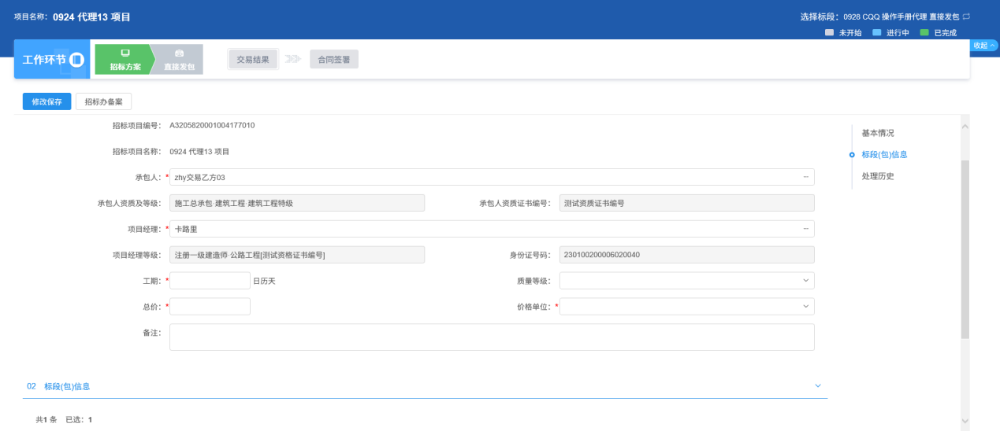 项目名称：0924 代理13 项目
选择标段：0928 CQQ 操作手册代理 直接发包
未开始 进行中 已完成
收起
工作环节
招标方案
直接发包
交易结果
合同签署
修改保存 招标办备案
招标项目编号： A3205820001004177010
招标项目名称： 0924 代理13 项目
承包人：* zhy交易乙方03 ...
承包人资质及等级： 施工总承包·建筑工程·建筑工程特级
承包人资质证书编号： 测试资质证书编号
项目经理：* 卡路里 ...
项目经理等级： 注册一级建造师·公路工程[测试资格证书编号]
身份证号码： 230100200006020040
工期：* 日历天
质量等级：
总价：*
价格单位：*
备注：
基本情况
标段(包)信息
处理历史
02 标段(包)信息
共1 条 已选：1